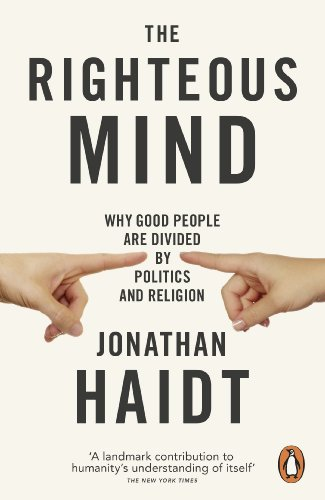 THE
RIGHTEOUS
MIND
WHY GOOD PEOPLE
ARE DIVIDED
BY
POLITICS
AND RELIGION
JONATHAN
HAIDT
'A landmark contribution to
humanity's understanding of itself'
THE NEW YORK TIMES